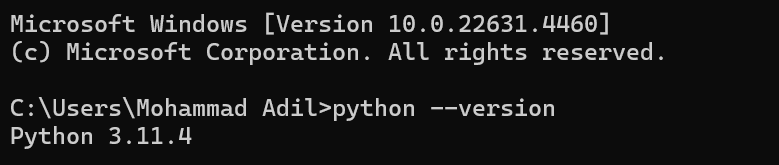 Microsoft Windows [Version 10.0.22631.4460]
(c) Microsoft Corporation. All rights reserved.
C:\Users\Mohammad Adil>python --version
Python 3.11.4